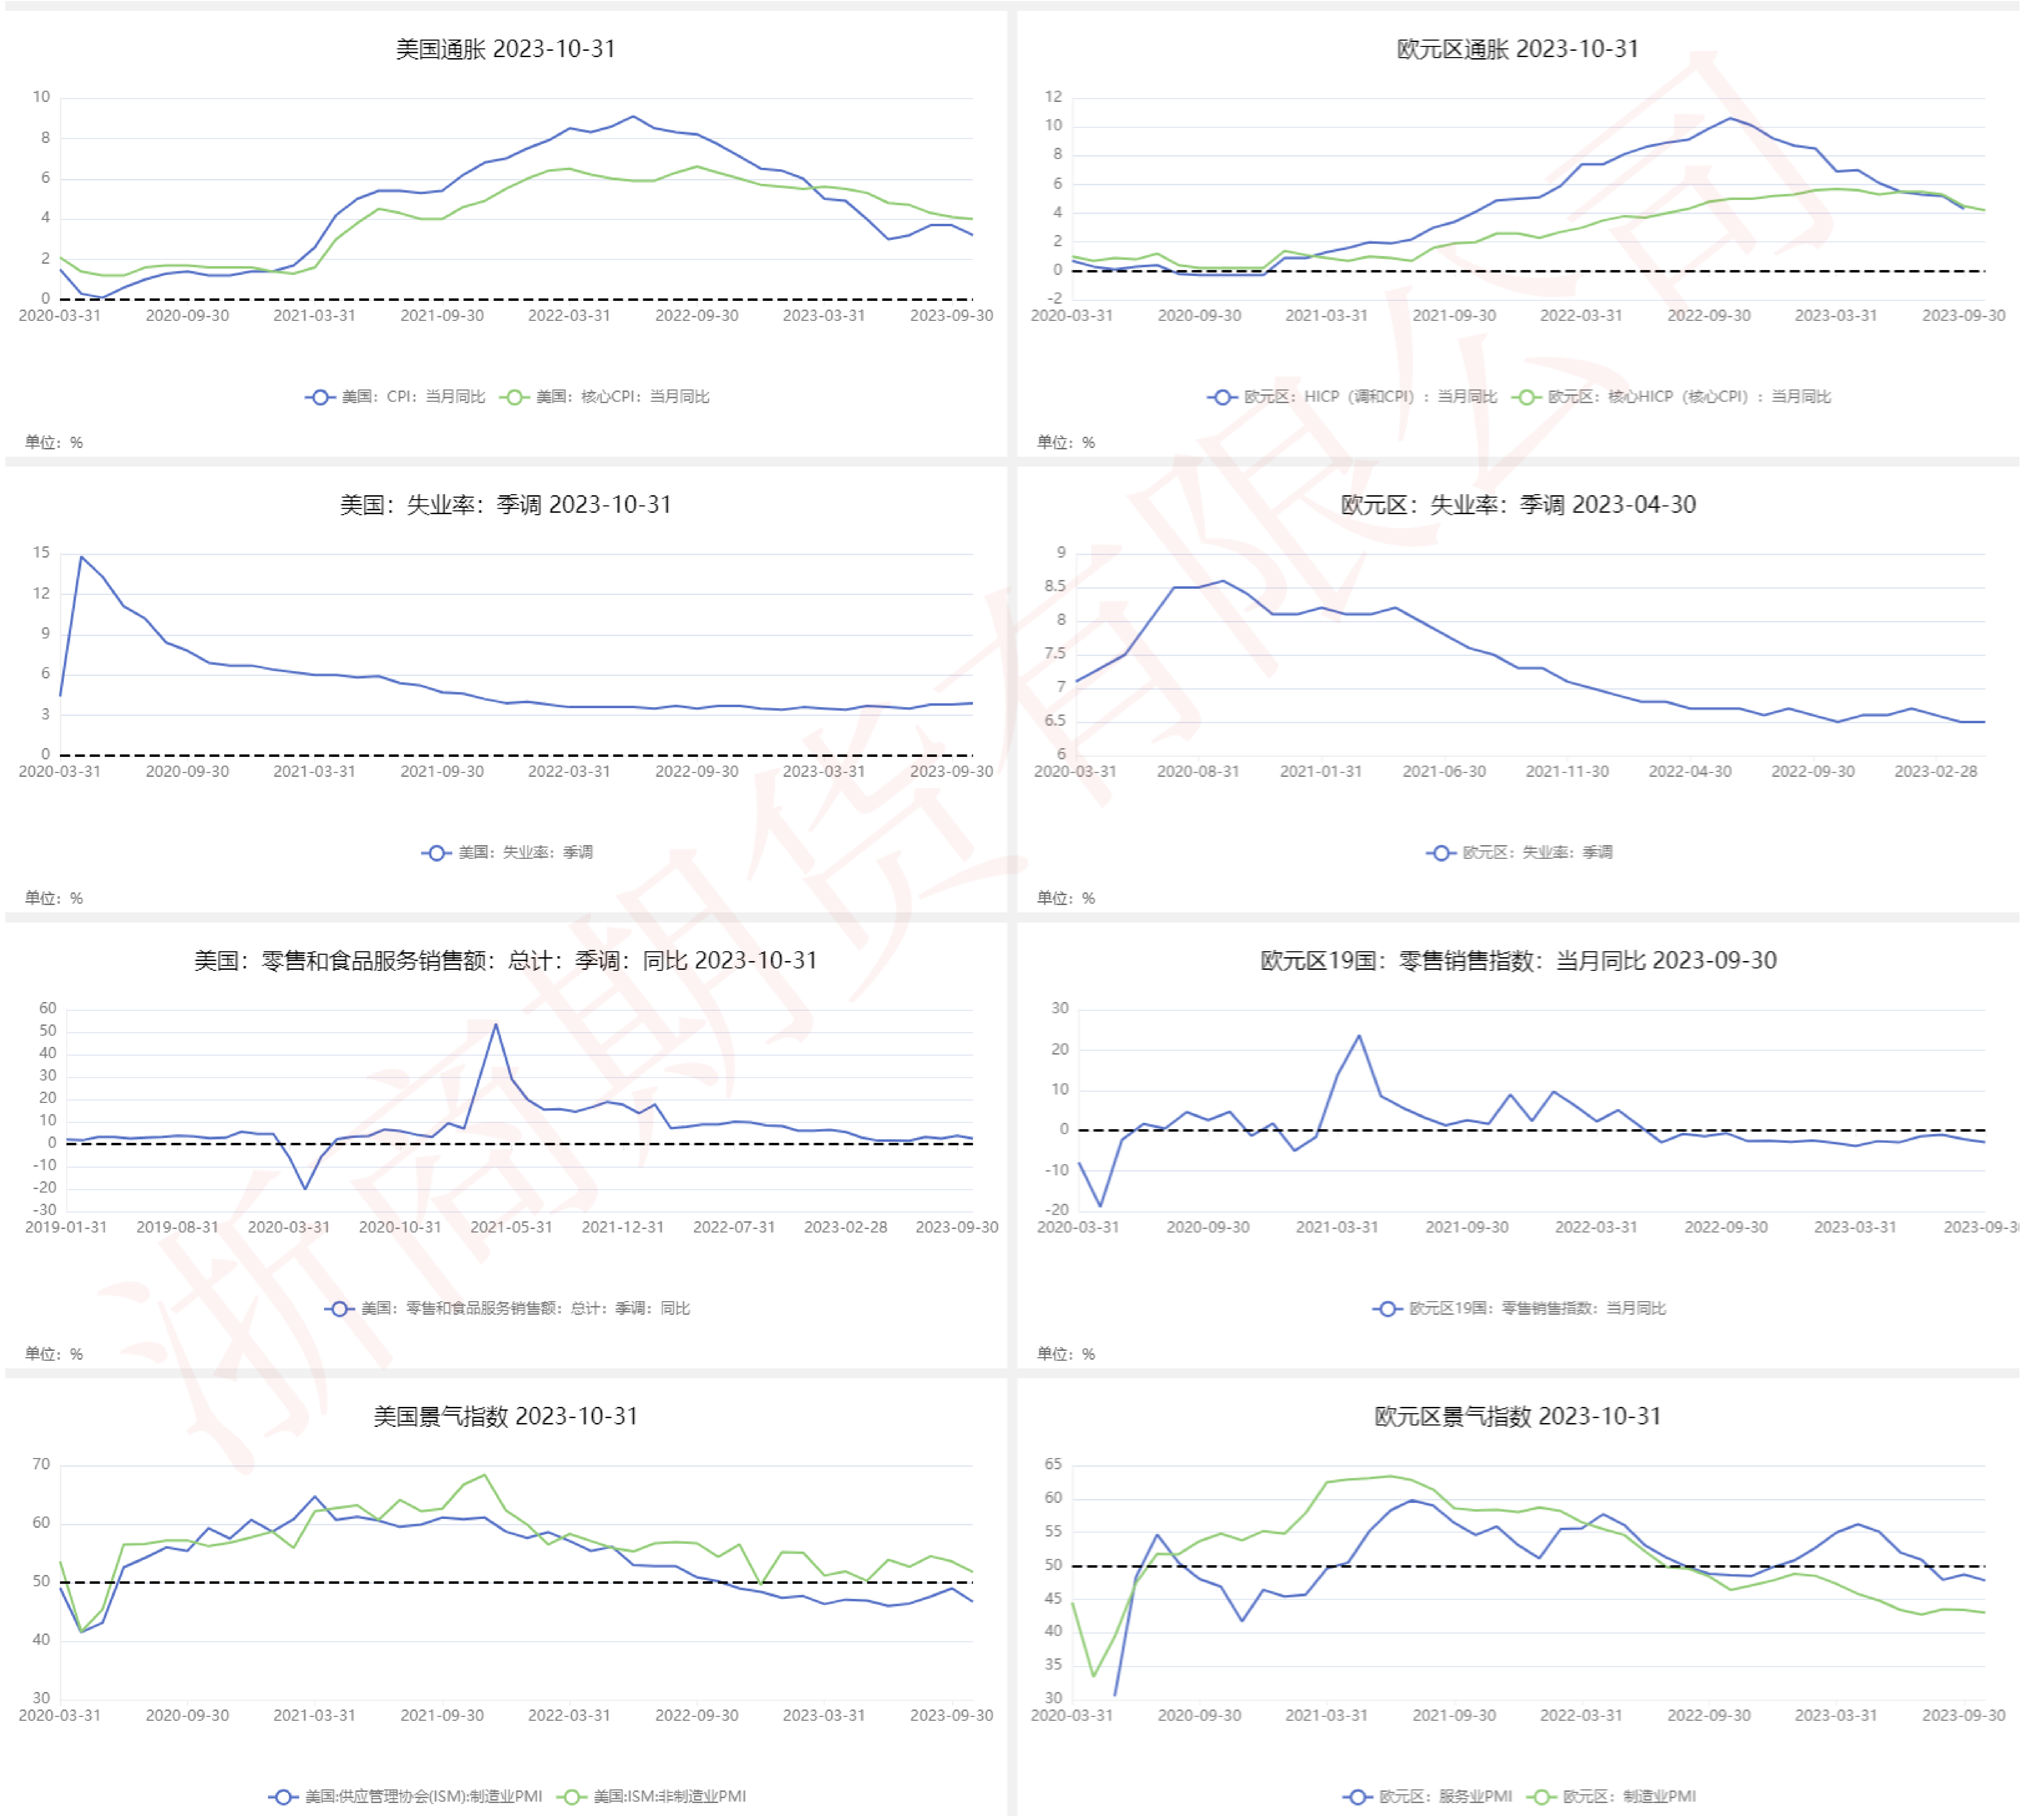 美国通胀 2023-10-31
10
8
6
4
2
0
2020-03-31 2020-09-30 2021-03-31 2021-09-30 2022-03-31 2022-09-30 2023-03-31 2023-09-30
美国：CPI：当月同比 美国：核心CPI：当月同比
单位：%
欧元区通胀 2023-10-31
12
10
8
6
4
2
0
-2
2020-03-31 2020-09-30 2021-03-31 2021-09-30 2022-03-31 2022-09-30 2023-03-31 2023-09-30
欧元区：HICP（调和CPI）：当月同比 欧元区：核心HICP（核心CPI）：当月同比
单位：%
美国：失业率：季调 2023-10-31
15
12
9
6
3
0
2020-03-31 2020-09-30 2021-03-31 2021-09-30 2022-03-31 2022-09-30 2023-03-31 2023-09-30
美国：失业率：季调
单位：%
欧元区：失业率：季调 2023-04-30
9
8.5
8
7.5
7
6.5
6
2020-03-31 2020-08-31 2021-01-31 2021-06-30 2021-11-30 2022-04-30 2022-09-30 2023-02-28
欧元区：失业率：季调
单位：%
美国：零售和食品服务销售额：总计：季调：同比 2023-10-31
60
50
40
30
20
10
0
-10
-20
-30
2019-01-31 2019-08-31 2020-03-31 2020-10-31 2021-05-31 2021-12-31 2022-07-31 2023-02-28 2023-09-30
美国：零售和食品服务销售额：总计：季调：同比
单位：%
欧元区19国：零售销售指数：当月同比 2023-09-30
30
20
10
0
-10
-20
2020-03-31 2020-09-30 2021-03-31 2021-09-30 2022-03-31 2022-09-30 2023-03-31 2023-09-30
欧元区19国：零售销售指数：当月同比
单位：%
美国景气指数 2023-10-31
70
60
50
40
30
2020-03-31 2020-09-30 2021-03-31 2021-09-30 2022-03-31 2022-09-30 2023-03-31 2023-09-30
美国:供应管理协会(ISM):制造业PMI 美国:ISM:非制造业PMI
欧元区景气指数 2023-10-31
65
60
55
50
45
40
35
30
2020-03-31 2020-09-30 2021-03-31 2021-09-30 2022-03-31 2022-09-30 2023-03-31 2023-09-30
欧元区：服务业PMI 欧元区：制造业PMI
浙商期货有限公司